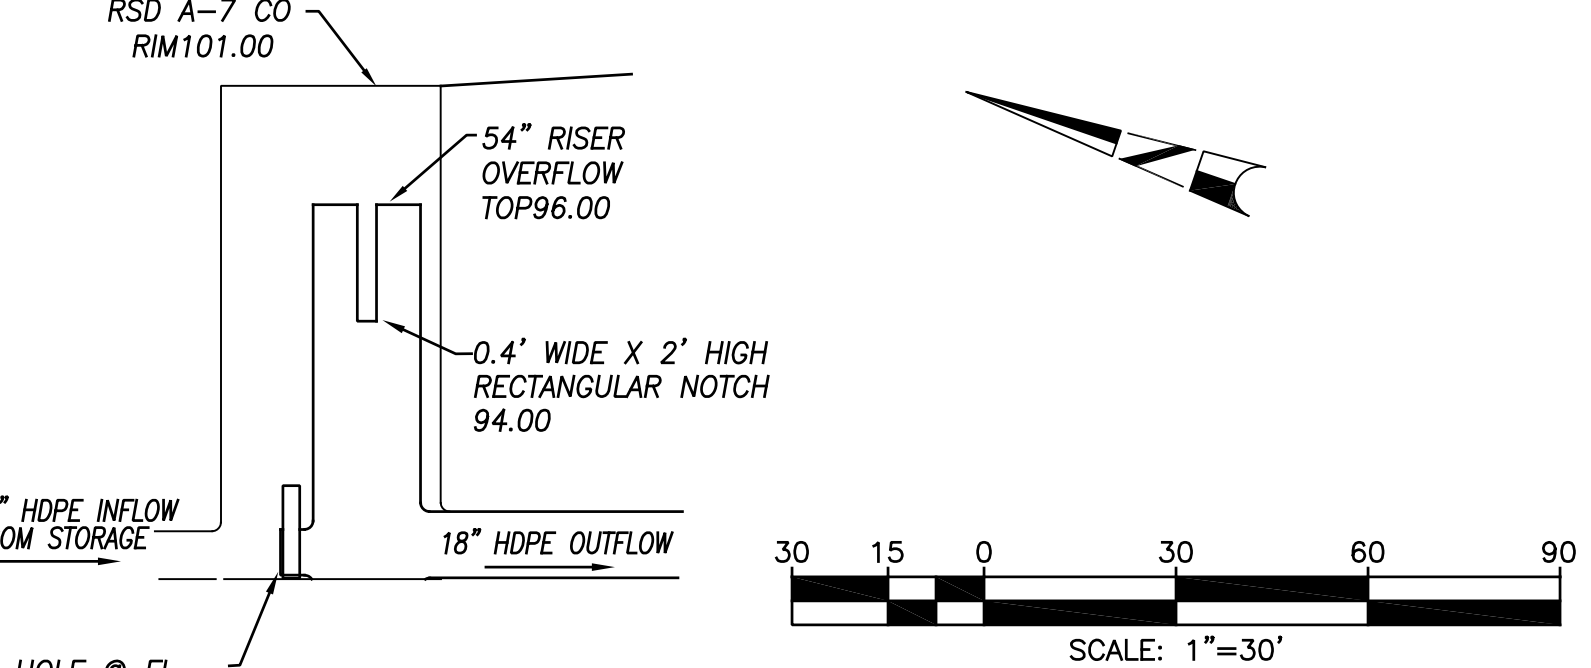 RSD A-7 CO
RIM101.00
54" RISER
OVERFLOW
TOP96.00
0.4' WIDE X 2' HIGH
RECTANGULAR NOTCH
94.00
" HDPE INFLOW
STORAGE
18" HDPE OUTFLOW
HOLE @
30 15 0 30 60 90
SCALE: 1"=30'